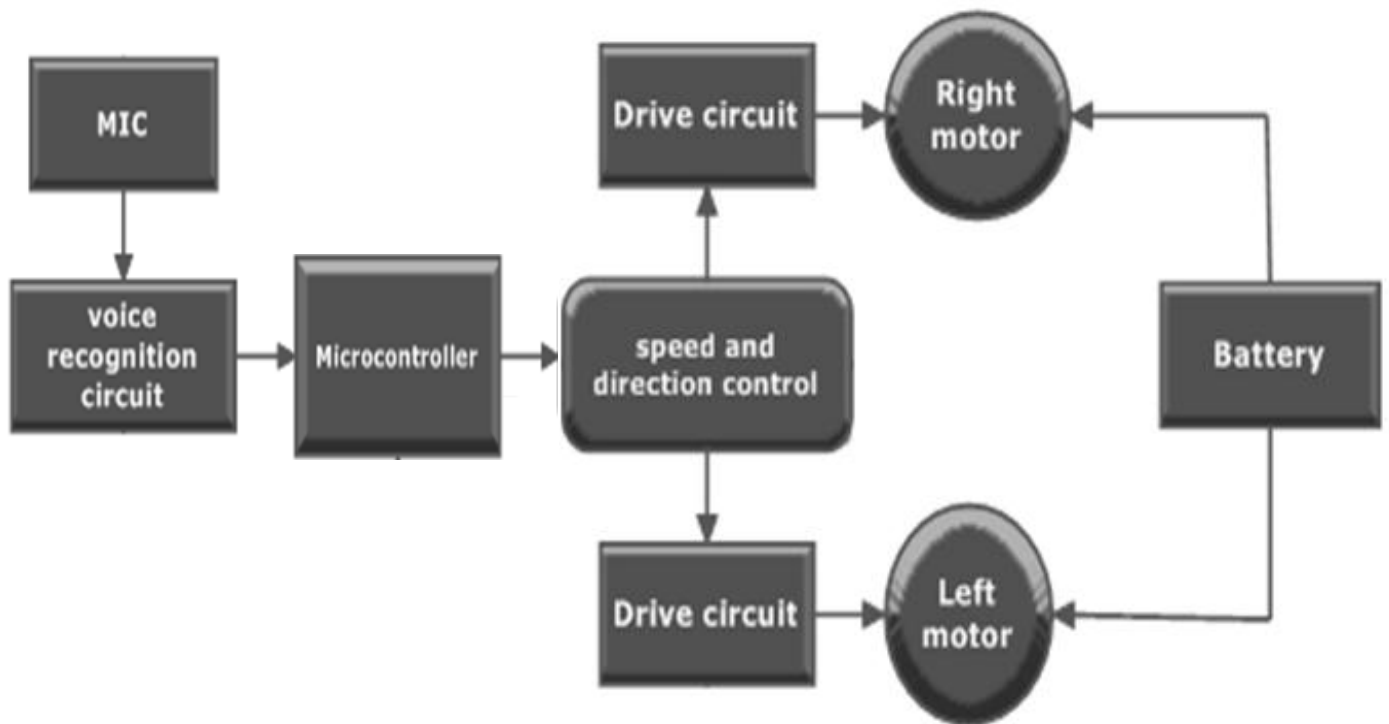 MIC
voice
recognition
circuit
Microcontroller
speed and
direction control
Drive circuit
Right
motor
Drive circuit
Left
motor
Battery